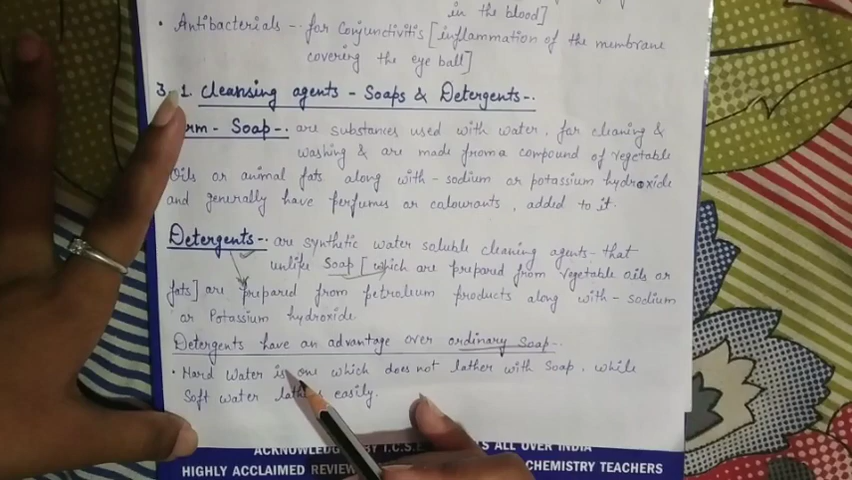 in the blood]
• Antibacterials -. for Conjunctivitis [inflammation of the membrane
covering the eye ball]
3. 1. Cleansing agents - Soaps & Detergents -.
Soap -. are substances used with water, for cleaning &
washing & are made from a compound of vegetable
oils or animal fats along with - sodium or potassium hydroxide
and generally have perfumes or colourants, added to it.
Detergents -. are synthetic water soluble cleaning agents - that
unlike Soap [which are prepared from vegetable oils or
fats] are prepared from petroleum products along with - sodium
or Potassium hydroxide
Detergents have an advantage over ordinary Soap -.
• Hard Water is one which does not lather with Soap, while
Soft water easily.
ALL OVER INDIA
HIGHLY ACCLAIMED CHEMISTRY TEACHERS